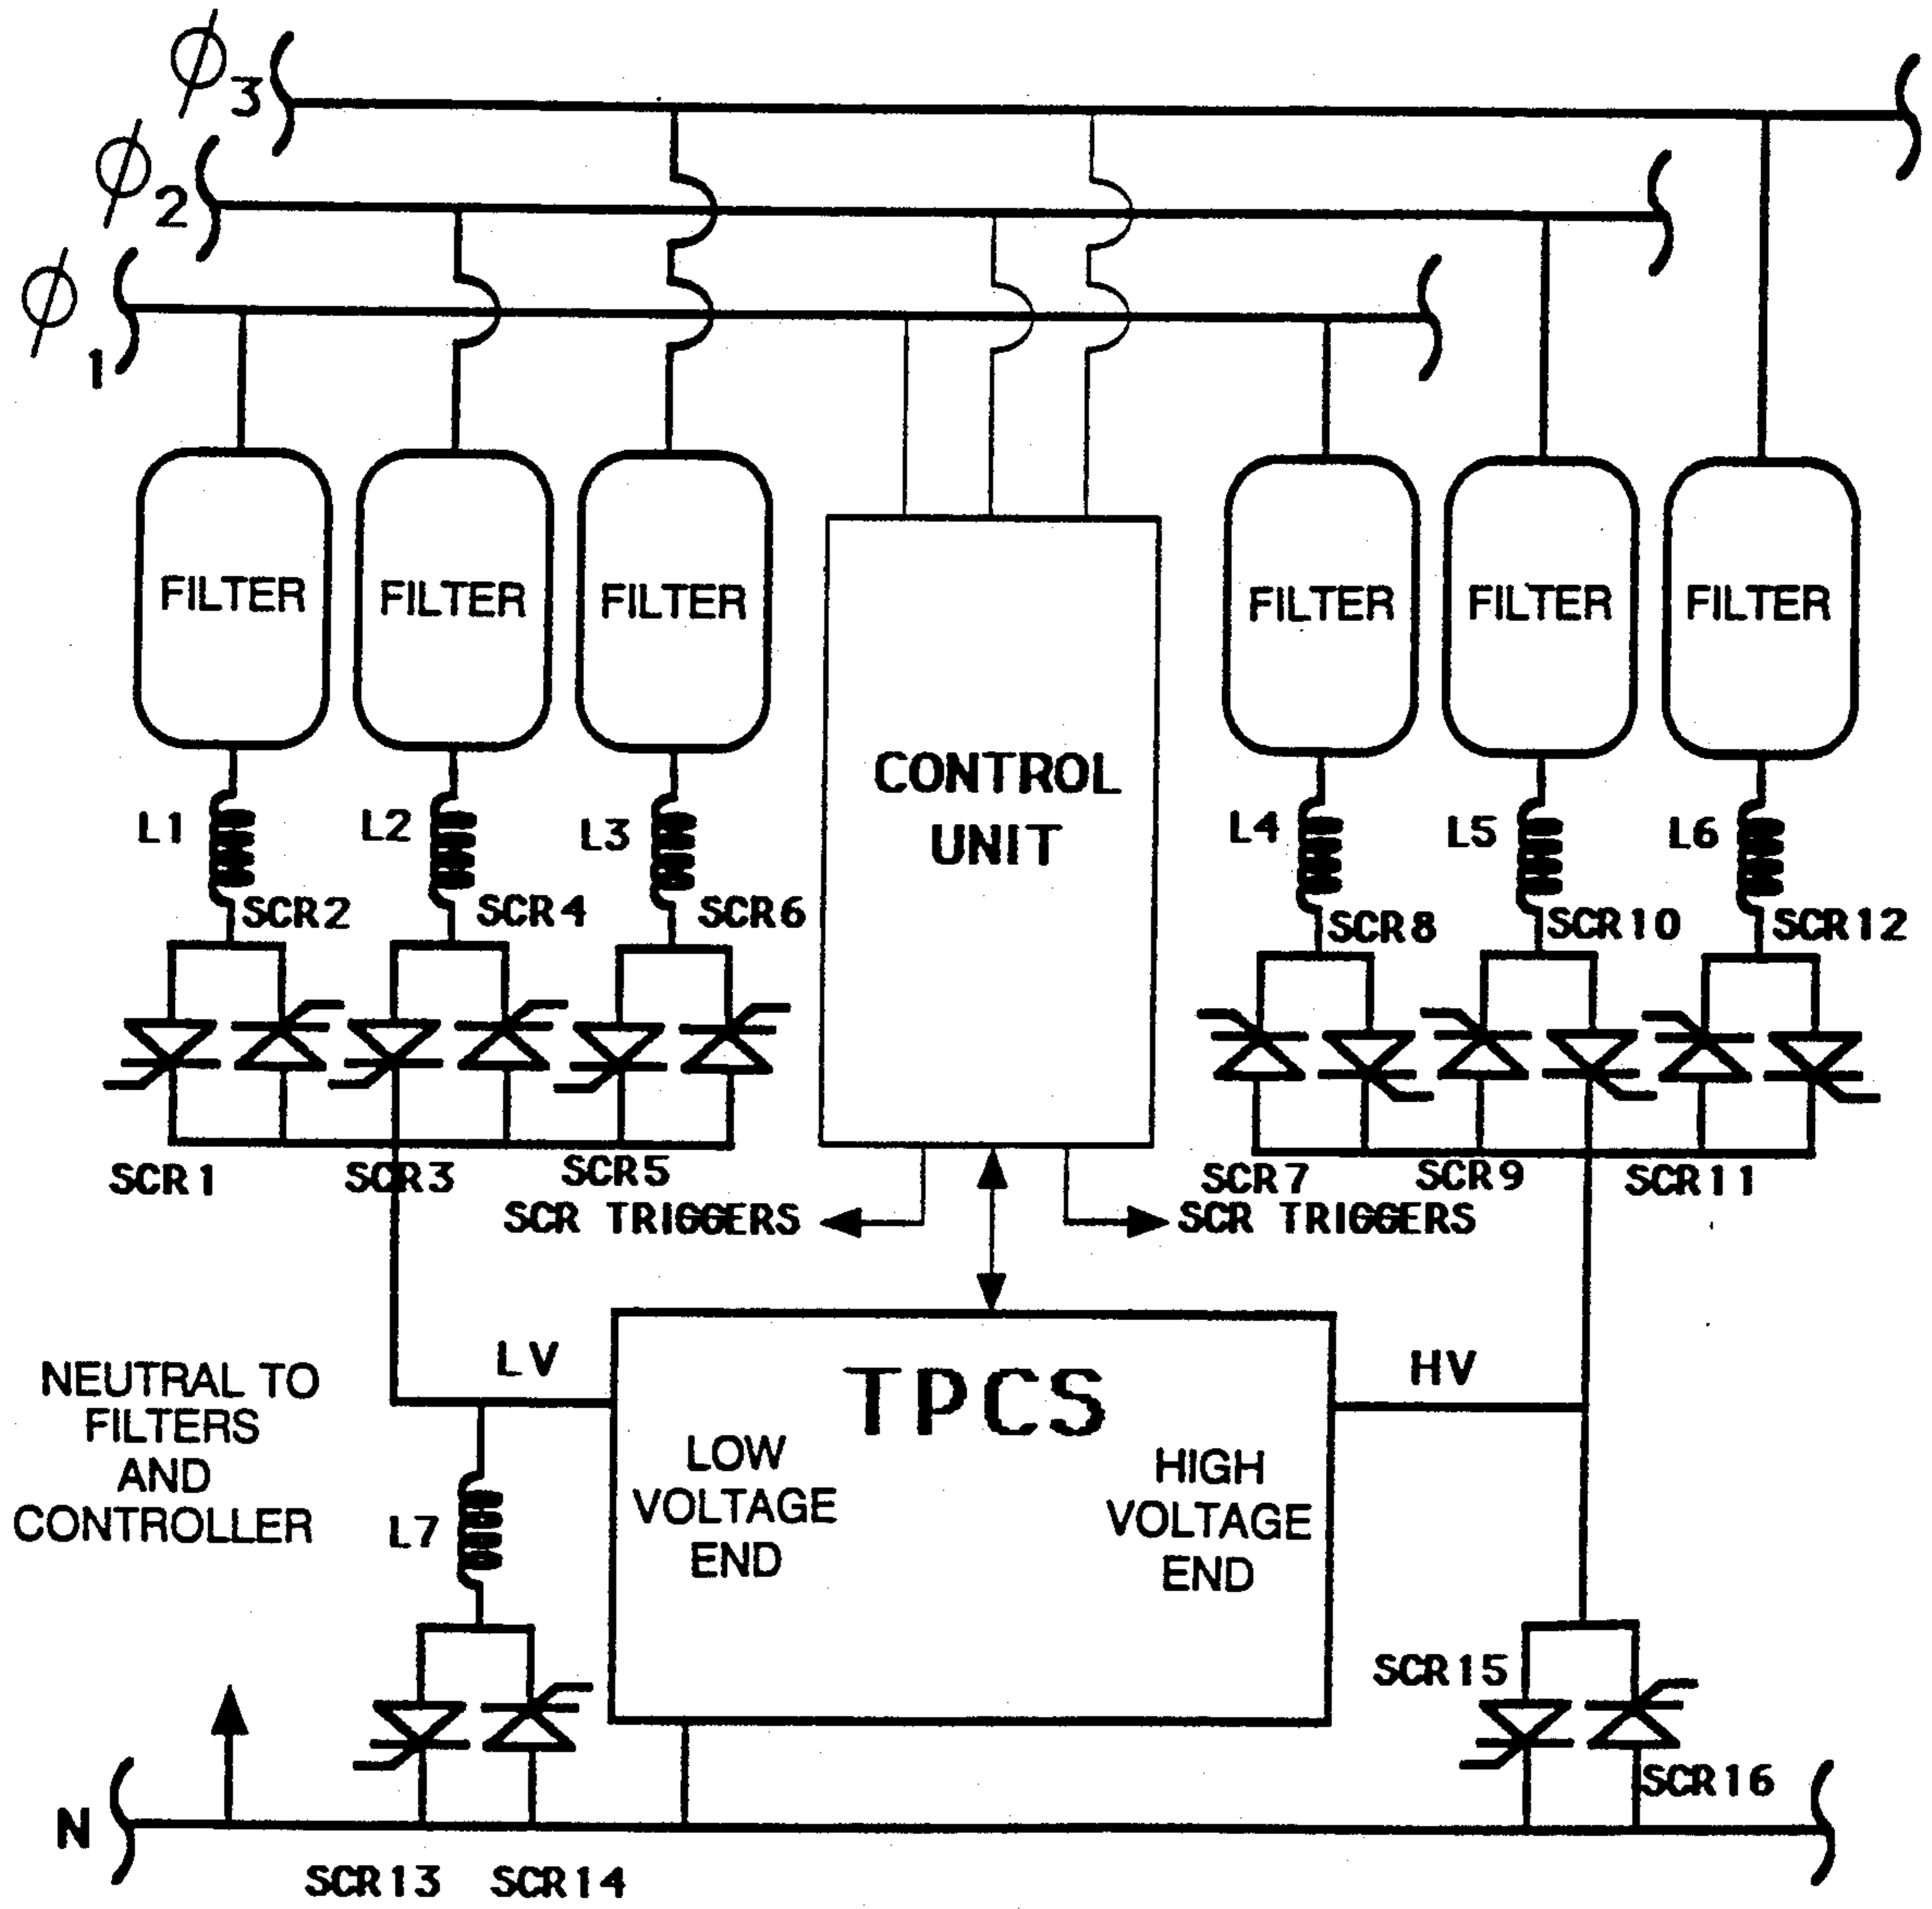 ϕ3
ϕ2
ϕ1
FILTER FILTER FILTER FILTER FILTER FILTER
CONTROL
UNIT
L1 L2 L3 L4 L5 L6
SCR2 SCR4 SCR6 SCR8 SCR10 SCR12
SCR1 SCR3 SCR5 SCR7 SCR9 SCR11
SCR TRIGGERS SCR TRIGGERS
LV HV
TPCS
NEUTRAL TO
FILTERS
AND
CONTROLLER
LOW
VOLTAGE
END
HIGH
VOLTAGE
END
L7
SCR15
SCR16
N
SCR13 SCR14